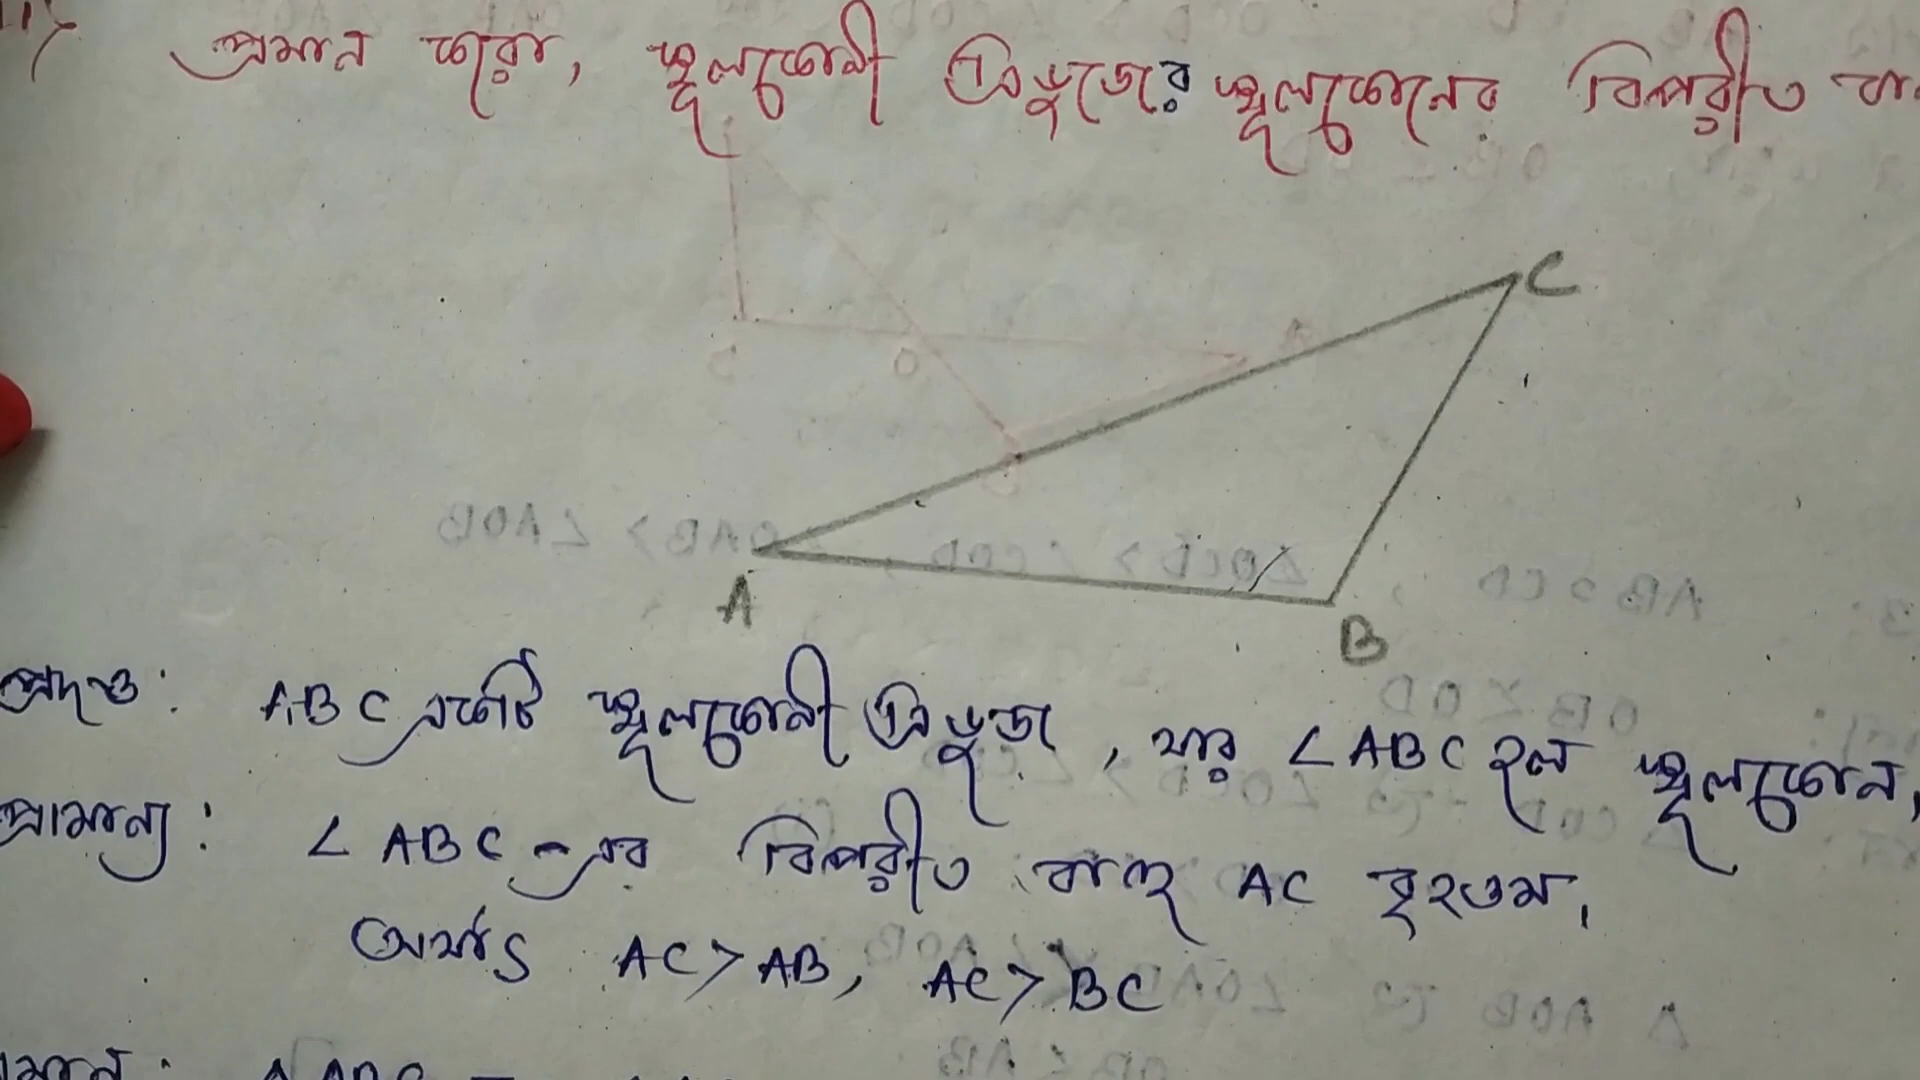 প্রমান করো, স্থূলকোনী ত্রিভুজের স্থূলকোনের বিপরীত
C
A
B
প্রদত্ত: ABC একটি স্থূলকোনী ত্রিভুজ, যার ∠ABC হল স্থূলকোন,
প্রামান্য: ∠ABC-এর বিপরীত বাহু AC বৃহত্তম,
অর্থাৎ AC > AB, AC > BC